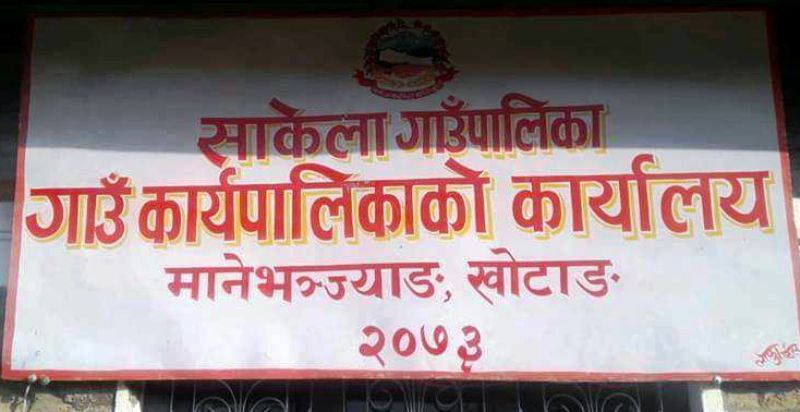 साकेला गाउँपालिका
गाउँ कार्यपालिकाको कार्यालय
मानेभञ्ज्याङ, खोटाङ
२०७३